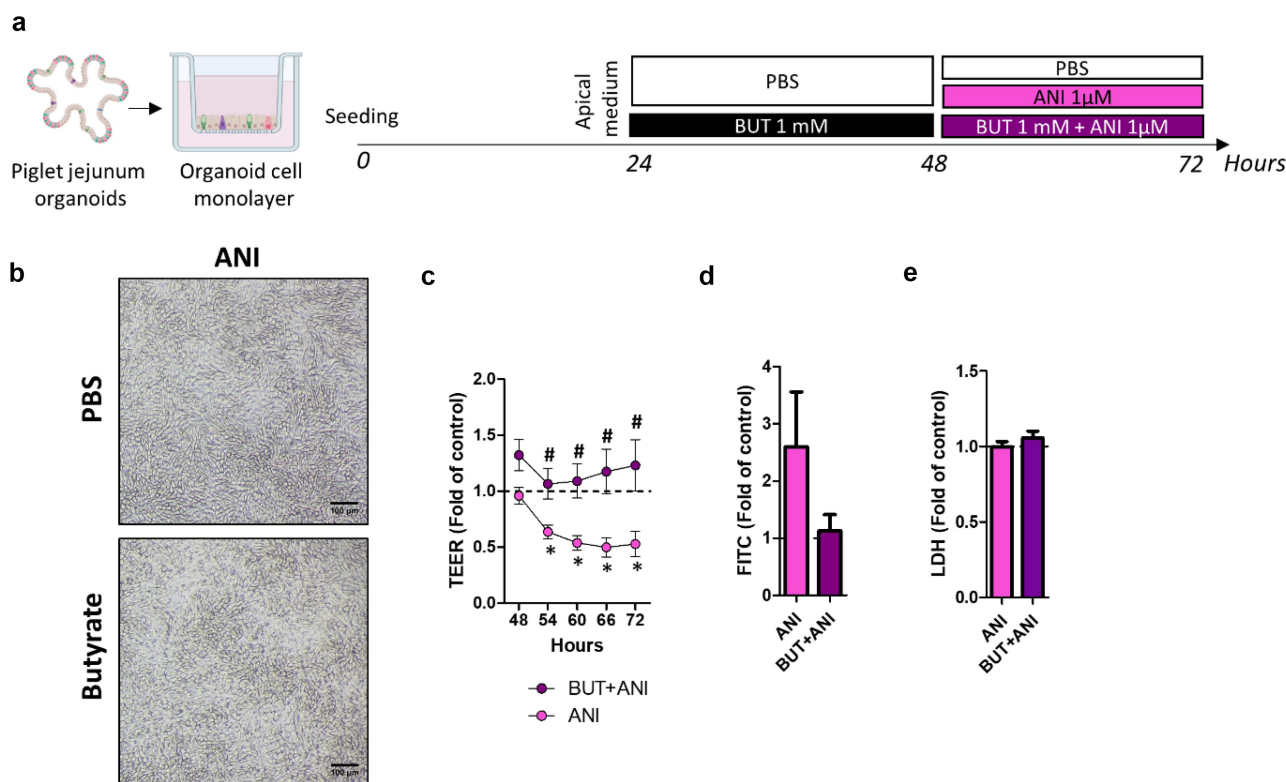 a
Piglet jejunum
organoids
Organoid cell
monolayer
Seeding
Apical
medium
PBS
BUT 1 mM
PBS
ANI 1µM
BUT 1 mM + ANI 1µM
0
24
48
72
Hours
b
ANI
PBS
100 µm
Butyrate
100 µm
c
TEER (Fold of control)
2.0
1.5
1.0
0.5
0.0
# # # #
* * * *
48 54 60 66 72
Hours
BUT+ANI
ANI
d
FITC (Fold of control)
4
3
2
1
0
ANI
BUT+ANI
e
LDH (Fold of control)
1.5
1.0
0.5
0.0
ANI
BUT+ANI